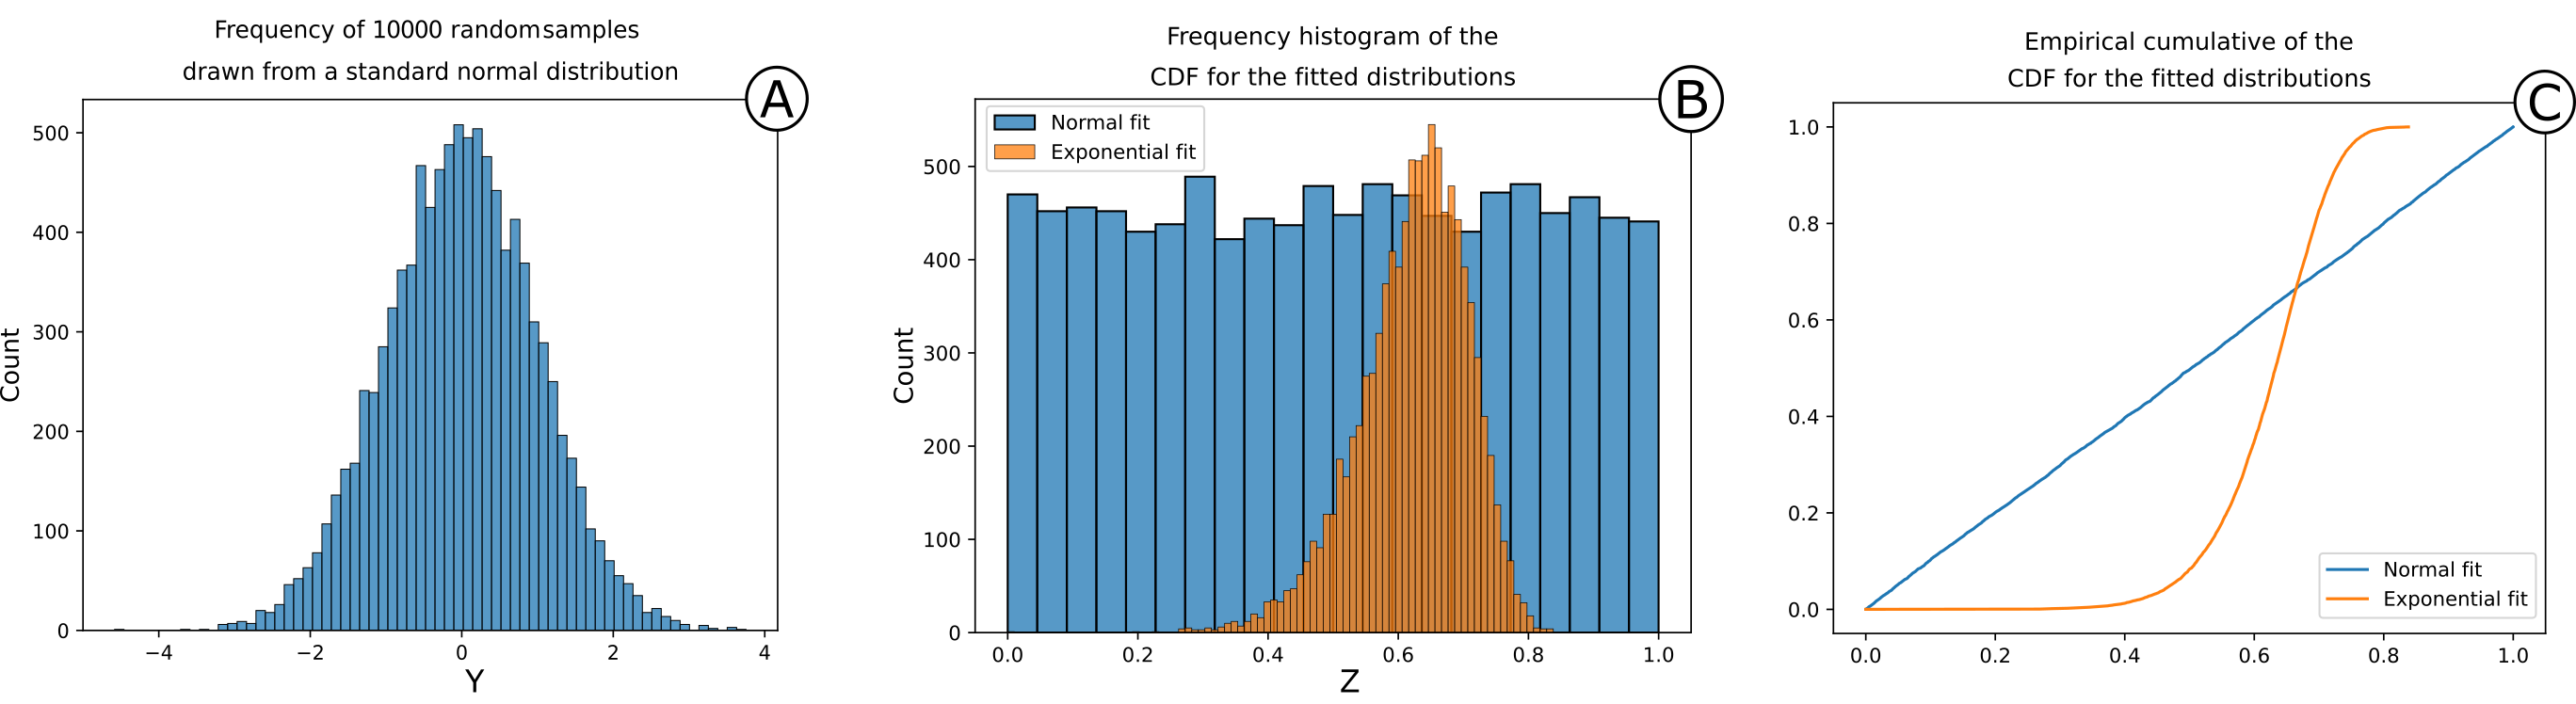 Frequency of 10000 randomsamples
drawn from a standard normal distribution
A
500
400
300
200
100
0
Count
−4
−2
0
2
4
Y
Frequency histogram of the
CDF for the fitted distributions
B
Normal fit
Exponential fit
500
400
300
200
100
0
Count
0.0
0.2
0.4
0.6
0.8
1.0
Z
Empirical cumulative of the
CDF for the fitted distributions
C
1.0
0.8
0.6
0.4
0.2
0.0
Normal fit
Exponential fit
0.0
0.2
0.4
0.6
0.8
1.0